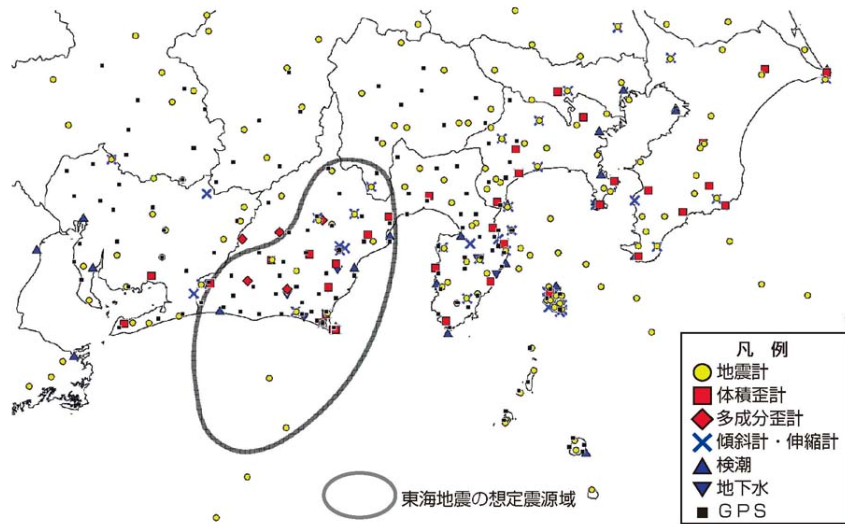 凡 例
地震計
体積歪計
多成分歪計
傾斜計・伸縮計
検潮
地下水
GPS
東海地震の想定震源域